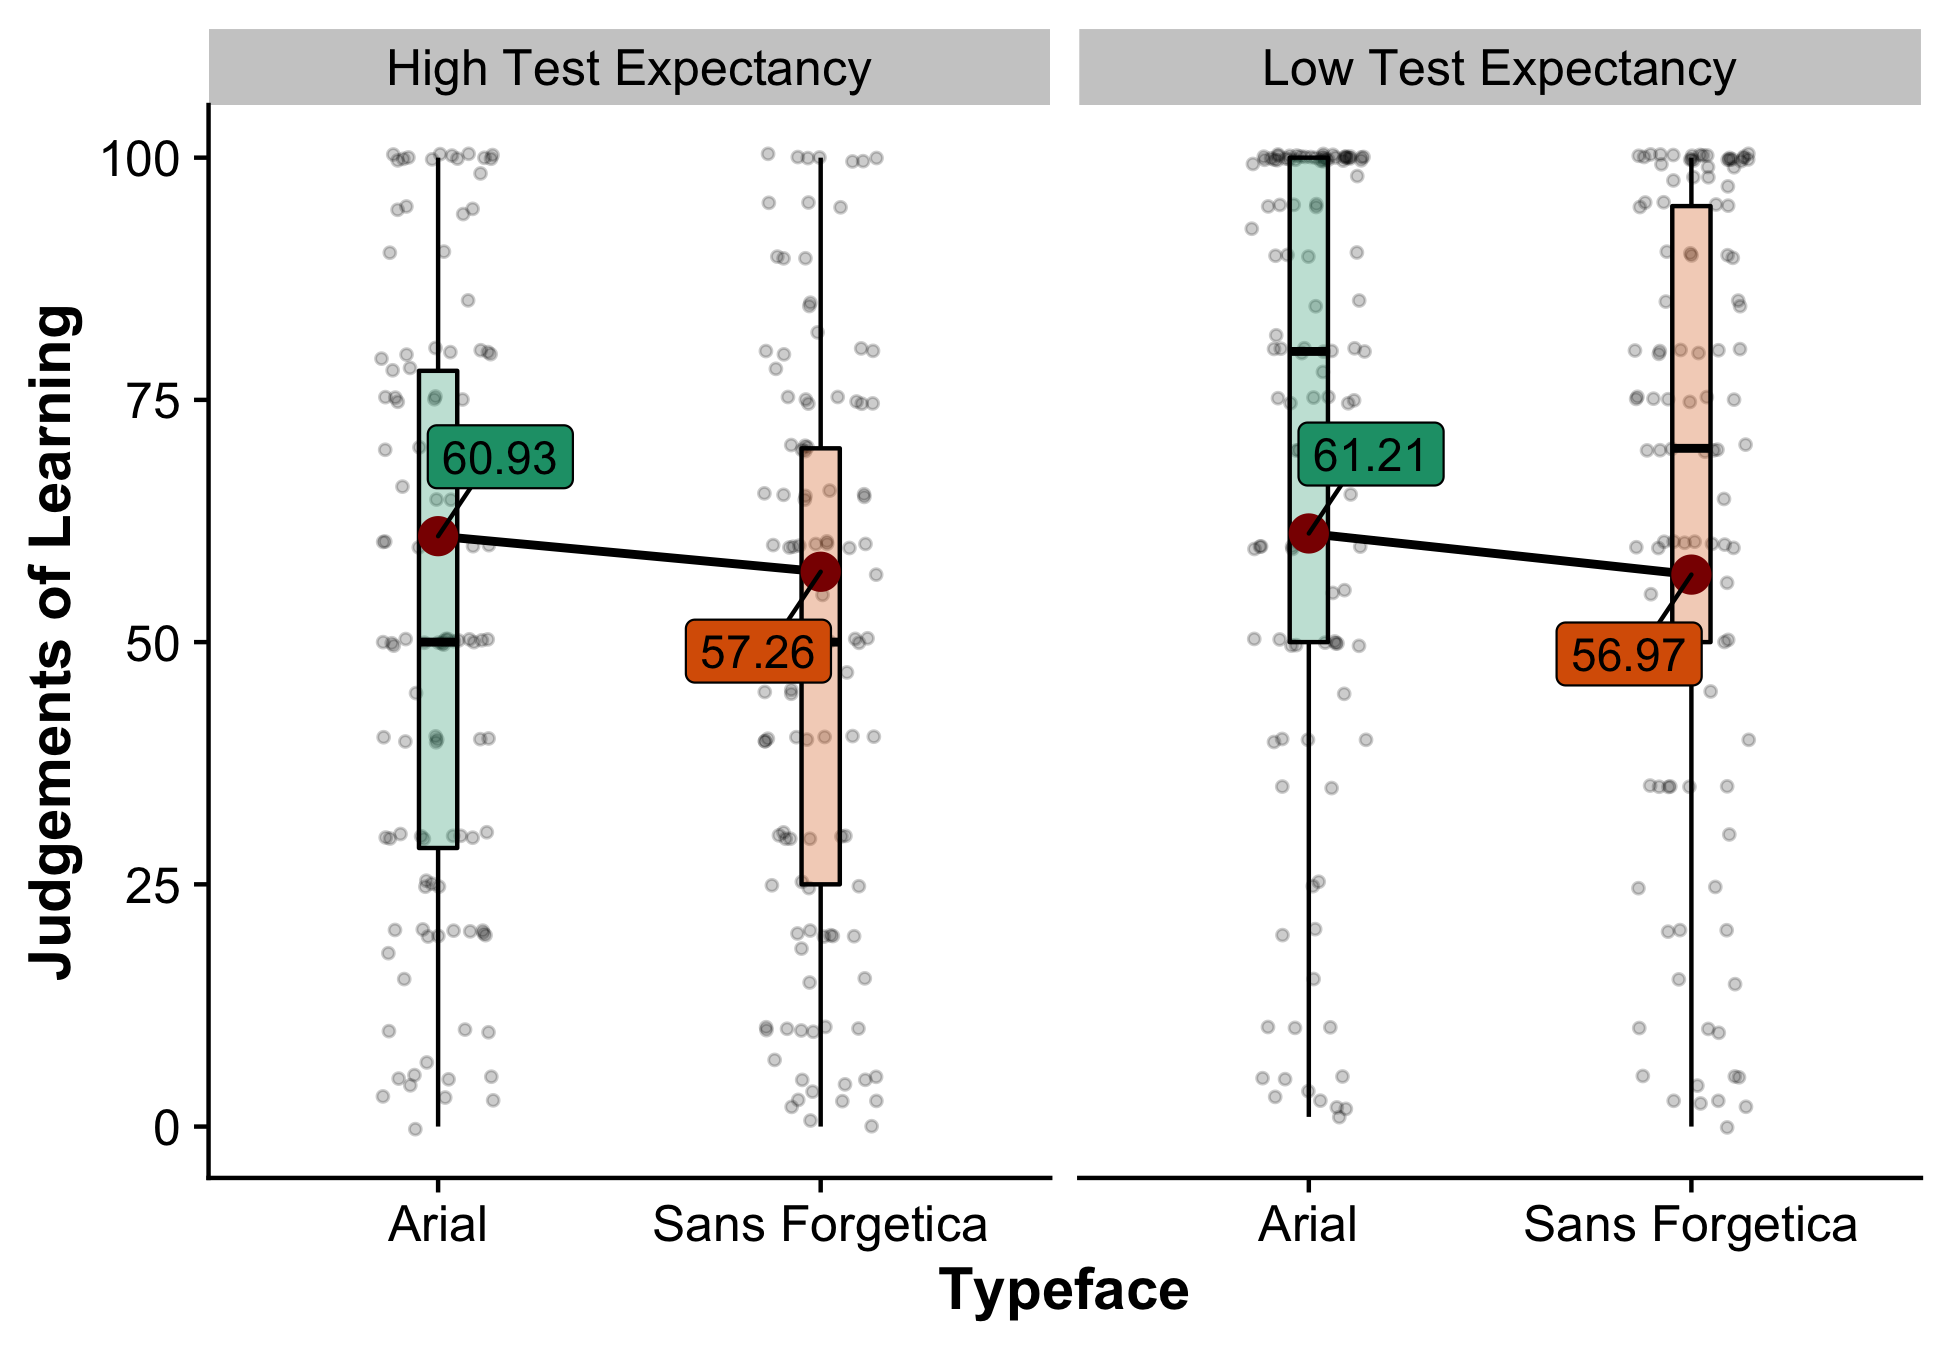 High Test Expectancy
Low Test Expectancy
Judgements of Learning
100
75
50
25
0
60.93
57.26
61.21
56.97
Arial
Sans Forgetica
Arial
Sans Forgetica
Typeface